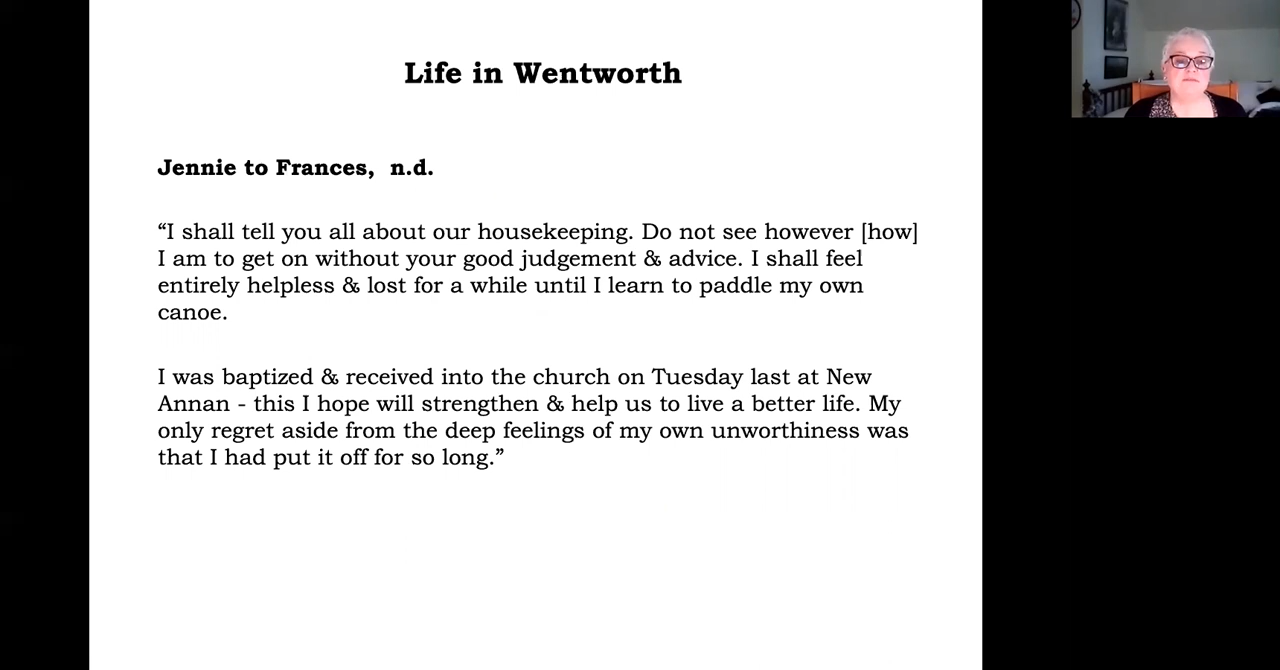 Life in Wentworth
Jennie to Frances,  n.d.
“I shall tell you all about our housekeeping. Do not see however [how]
I am to get on without your good judgement & advice. I shall feel
entirely helpless & lost for a while until I learn to paddle my own
canoe.
I was baptized & received into the church on Tuesday last at New
Annan - this I hope will strengthen & help us to live a better life. My
only regret aside from the deep feelings of my own unworthiness was
that I had put it off for so long.”